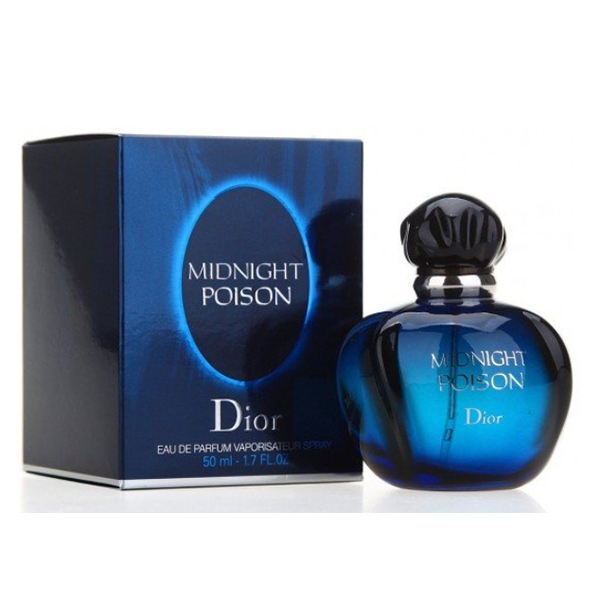 MIDNIGHT
POISON
Dior
EAU DE PARFUM VAPORISATEUR SPRAY
50 ml - 1.7 FL.OZ
MIDNIGHT
POISON
Dior